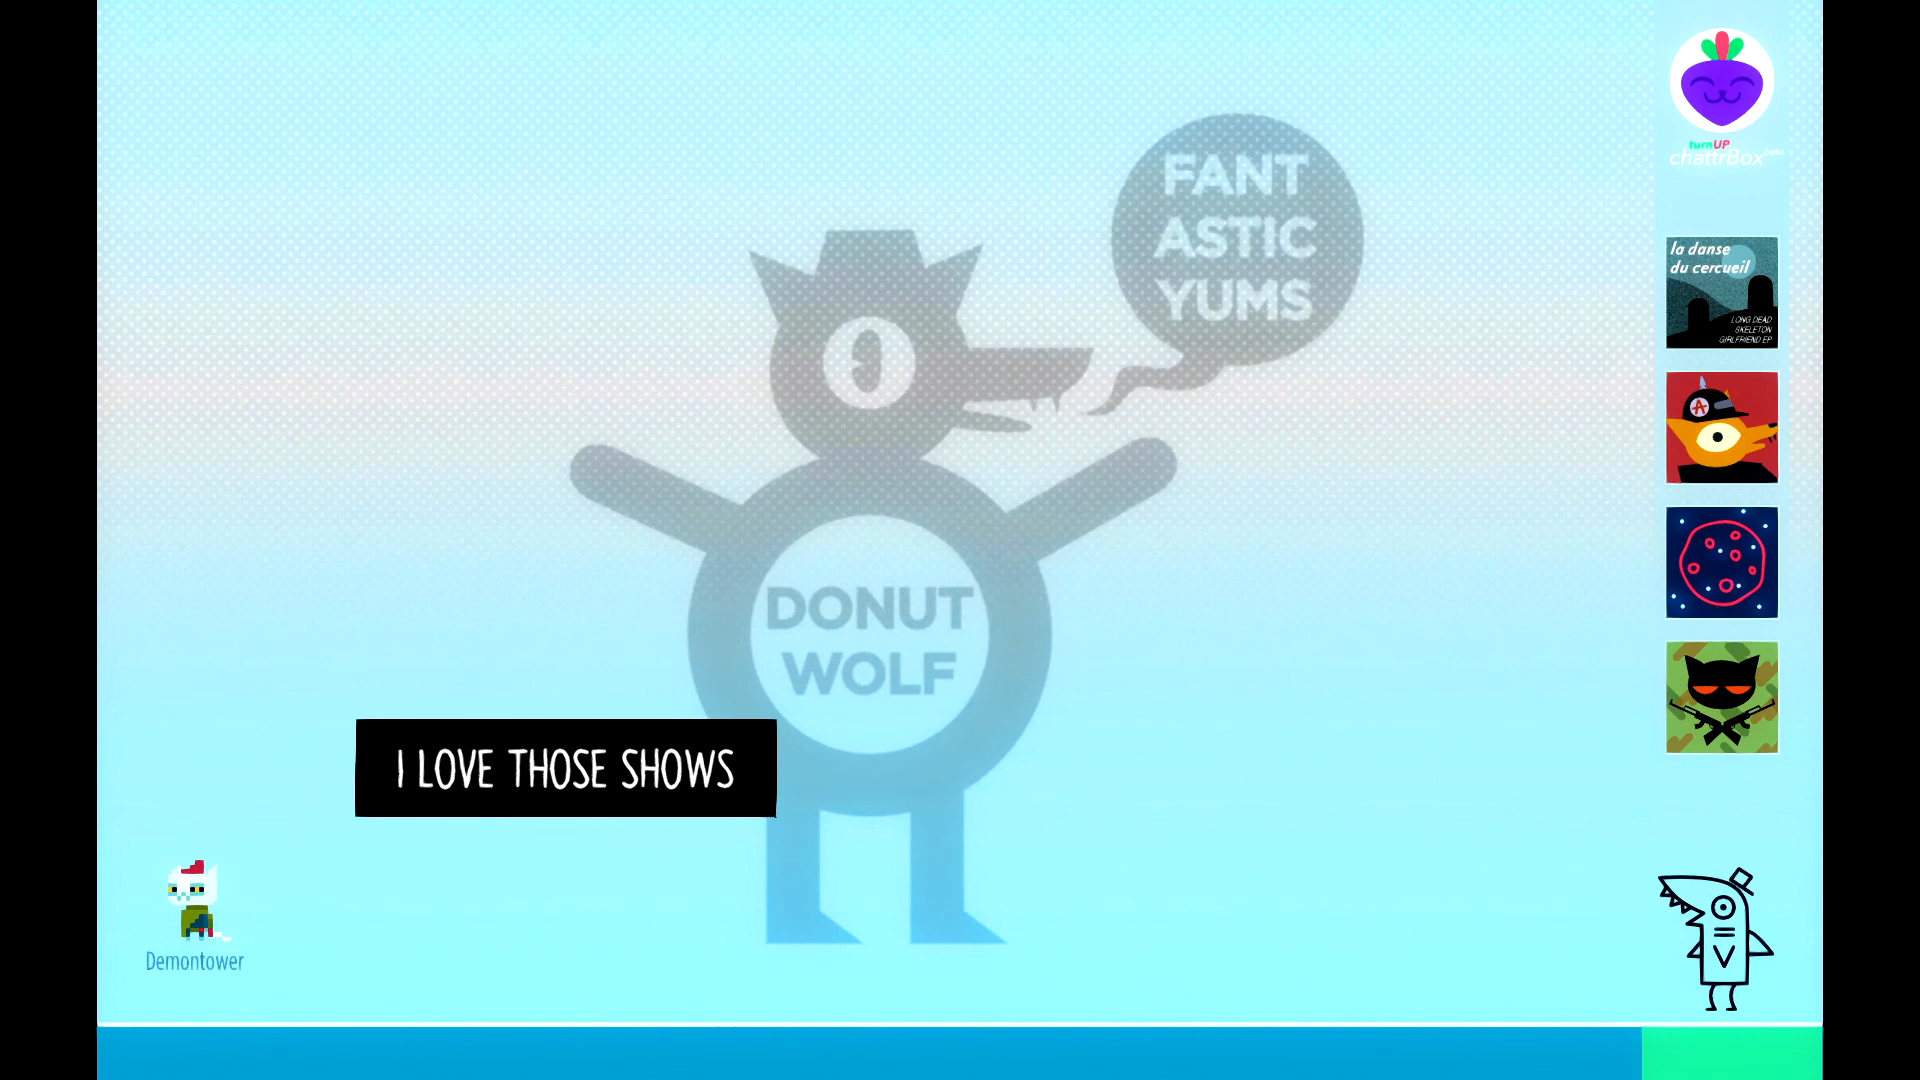 FANT
ASTIC
YUMS
DONUT
WOLF
I LOVE THOSE SHOWS
Demontower
turnUP
chattrBox beta
la danse
du cercueil
LONG DEAD
SKELETON
GIRLFRIEND EP
A